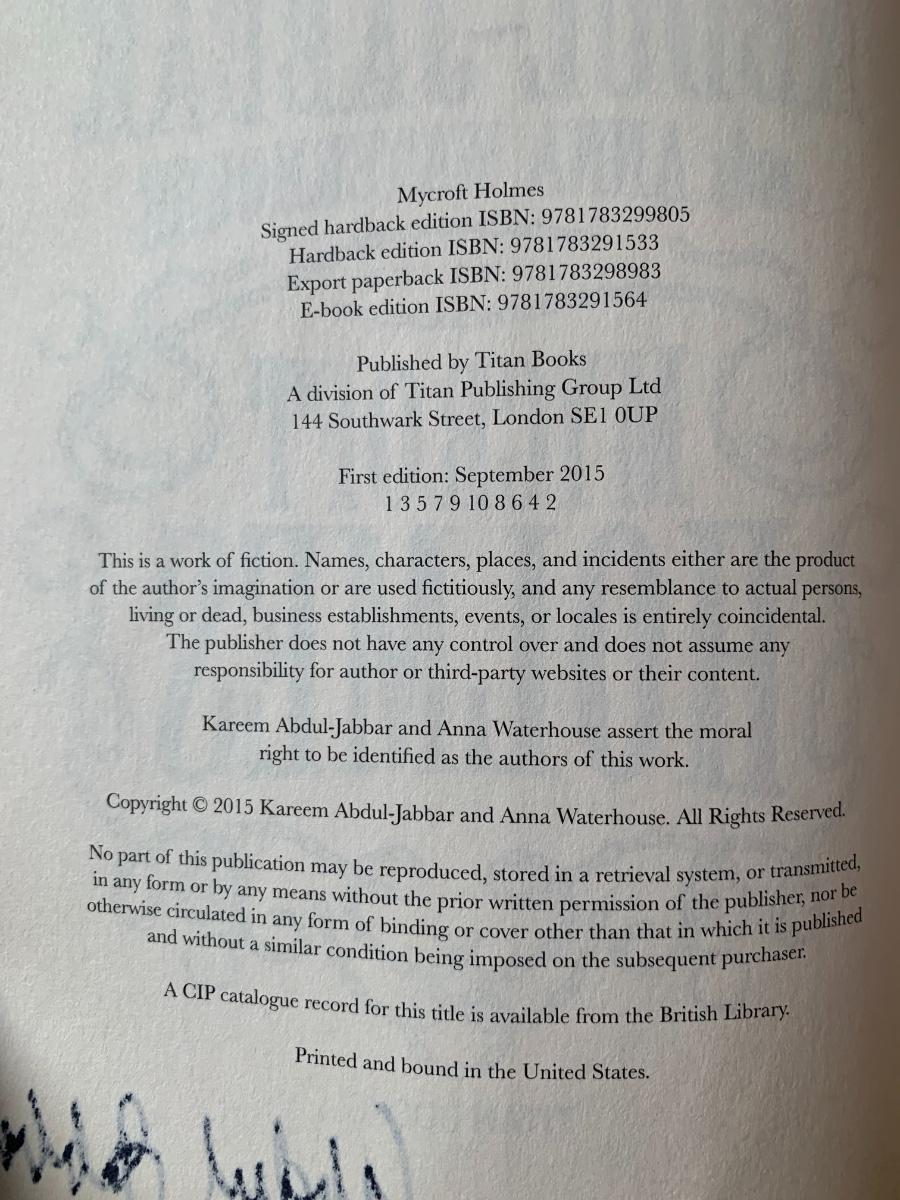 Mycroft Holmes
Signed hardback edition ISBN: 9781783299805
Hardback edition ISBN: 9781783291533
Export paperback ISBN: 9781783298983
E-book edition ISBN: 9781783291564
Published by Titan Books
A division of Titan Publishing Group Ltd
144 Southwark Street, London SE1 0UP
First edition: September 2015
1 3 5 7 9 10 8 6 4 2
This is a work of fiction. Names, characters, places, and incidents either are the product
of the author’s imagination or are used fictitiously, and any resemblance to actual persons,
living or dead, business establishments, events, or locales is entirely coincidental.
The publisher does not have any control over and does not assume any
responsibility for author or third-party websites or their content.
Kareem Abdul-Jabbar and Anna Waterhouse assert the moral
right to be identified as the authors of this work.
Copyright © 2015 Kareem Abdul-Jabbar and Anna Waterhouse. All Rights Reserved.
No part of this publication may be reproduced, stored in a retrieval system, or transmitted,
in any form or by any means without the prior written permission of the publisher, nor be
otherwise circulated in any form of binding or cover other than that in which it is published
and without a similar condition being imposed on the subsequent purchaser.
A CIP catalogue record for this title is available from the British Library.
Printed and bound in the United States.